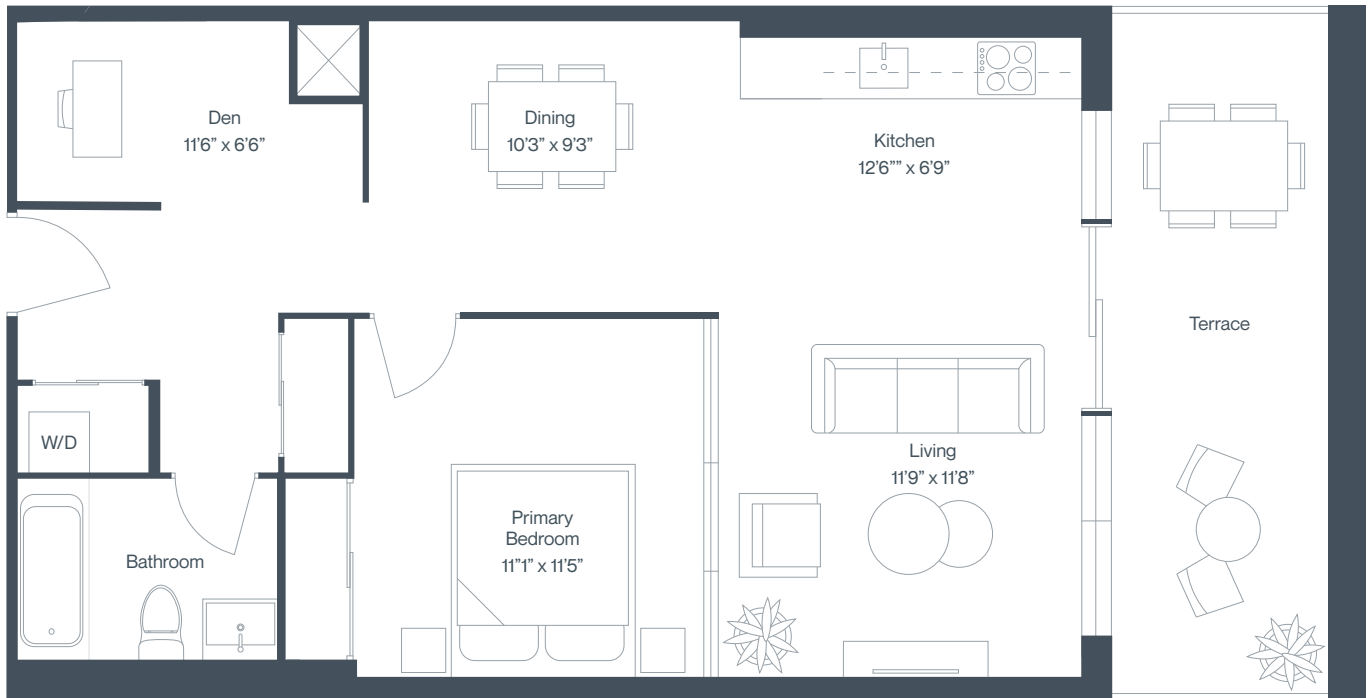 Den
11’6” x 6’6”
Dining
10’3” x 9’3”
Kitchen
12’6”” x 6’9”
Terrace
W/D
Living
11’9” x 11’8”
Primary
Bedroom
11”1” x 11’5”
Bathroom